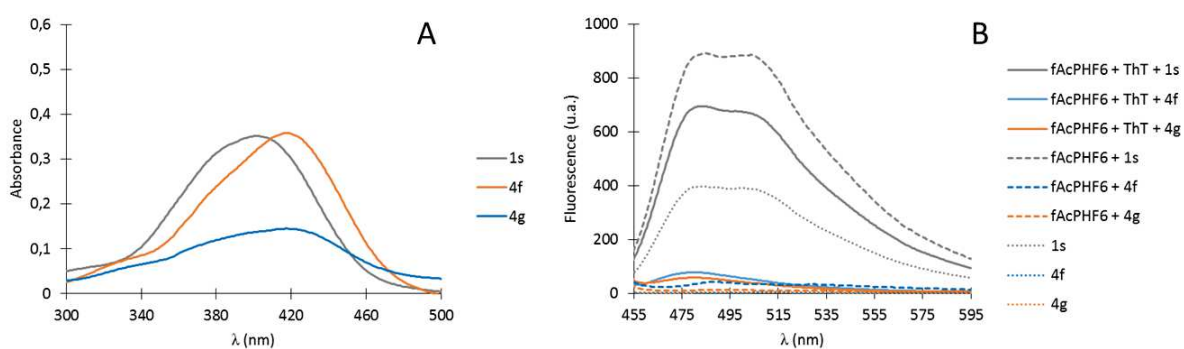 A
0,6
0,5
0,4
0,3
0,2
0,1
0
Absorbance
300 340 380 420 460 500
λ (nm)
1s
4f
4g
B
1000
800
600
400
200
0
Fluorescence (u.a.)
455 475 495 515 535 555 575 595
λ (nm)
fAcPHF6 + ThT + 1s
fAcPHF6 + ThT + 4f
fAcPHF6 + ThT + 4g
fAcPHF6 + 1s
fAcPHF6 + 4f
fAcPHF6 + 4g
1s
4f
4g